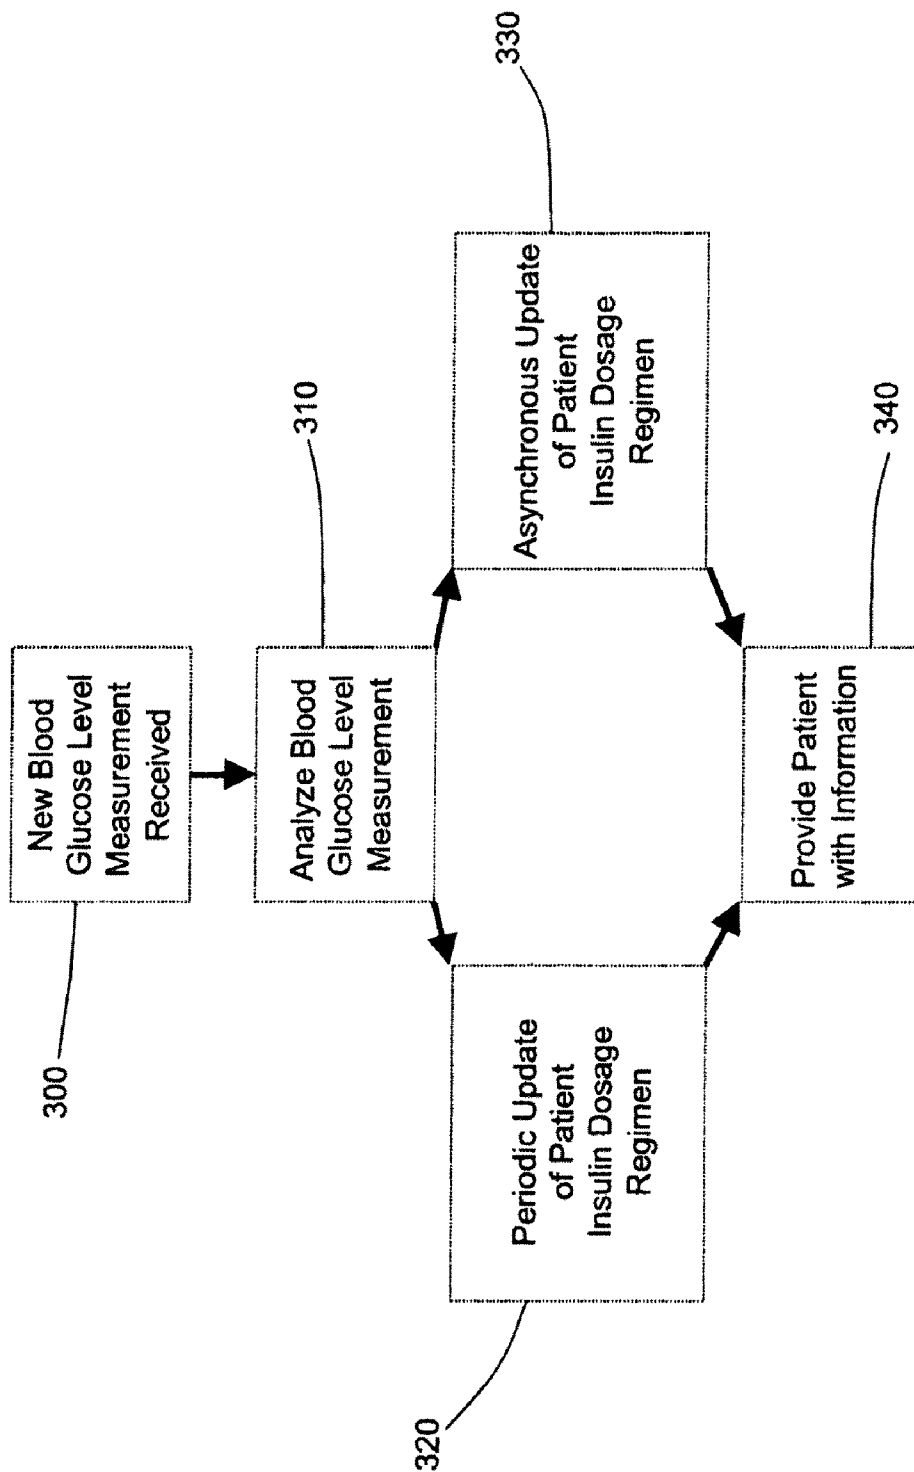 300
New Blood
Glucose Level
Measurement
Received
310
Analyze Blood
Glucose Level
Measurement
320
Periodic Update
of Patient
Insulin Dosage
Regimen
330
Asynchronous Update
of Patient
Insulin Dosage
Regimen
340
Provide Patient
with Information